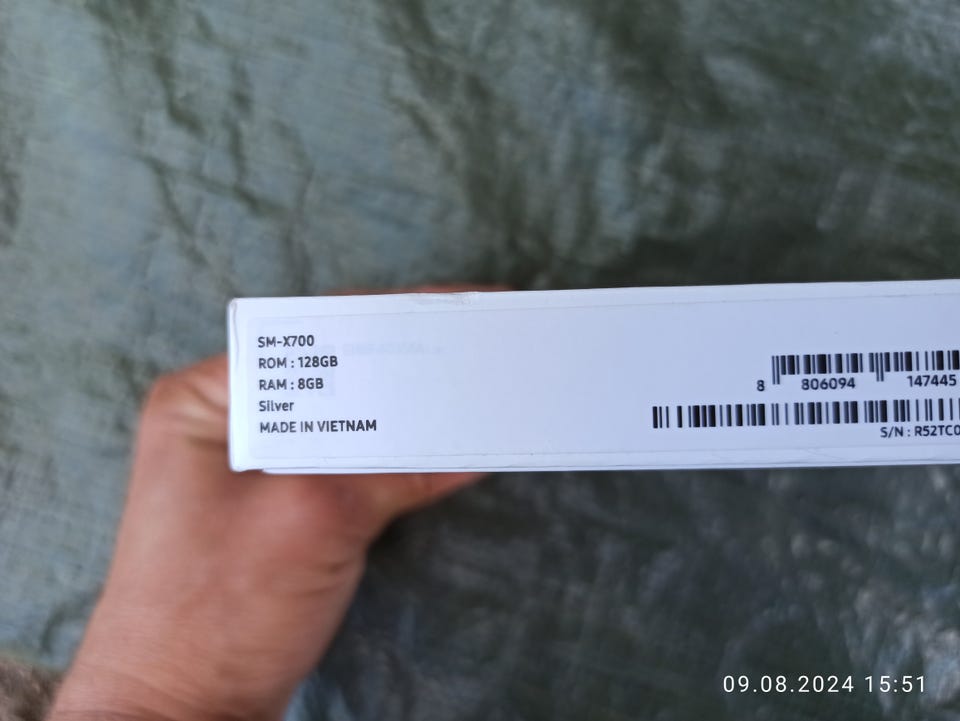 SM-X700
ROM : 128GB
RAM : 8GB
Silver
MADE IN VIETNAM
8 806094 147445
S/N : R52TC0
09.08.2024 15:51